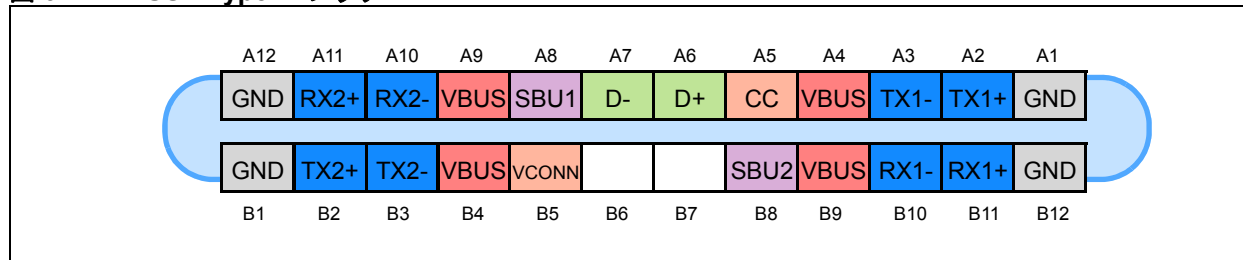 A12 A11 A10 A9 A8 A7 A6 A5 A4 A3 A2 A1
GND RX2+ RX2- VBUS SBU1 D- D+ CC VBUS TX1- TX1+ GND
GND TX2+ TX2- VBUS VCONN SBU2 VBUS RX1- RX1+ GND
B1 B2 B3 B4 B5 B6 B7 B8 B9 B10 B11 B12